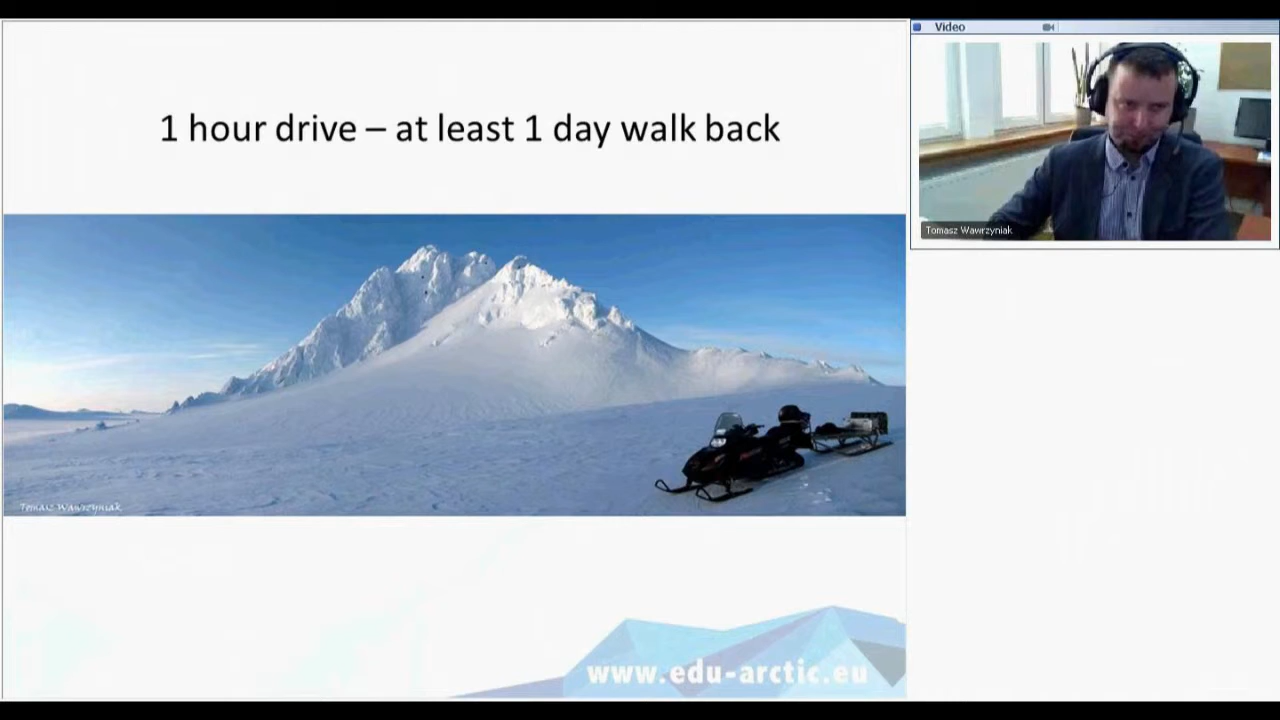 1 hour drive – at least 1 day walk back
Tomasz Wawrzyniak
www.edu-arctic.eu
Video
Tomasz Wawrzyniak